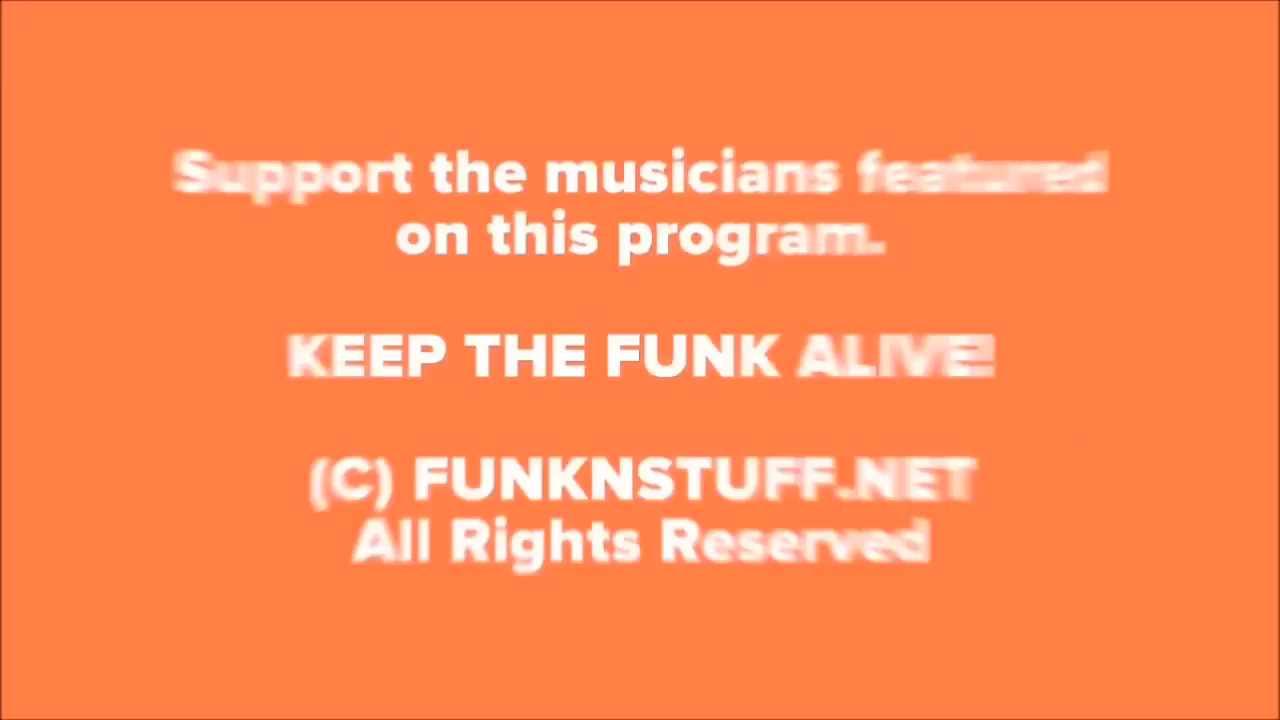 Support the musicians featured
on this program.
KEEP THE FUNK ALIVE!
(C) FUNKNSTUFF.NET
All Rights Reserved